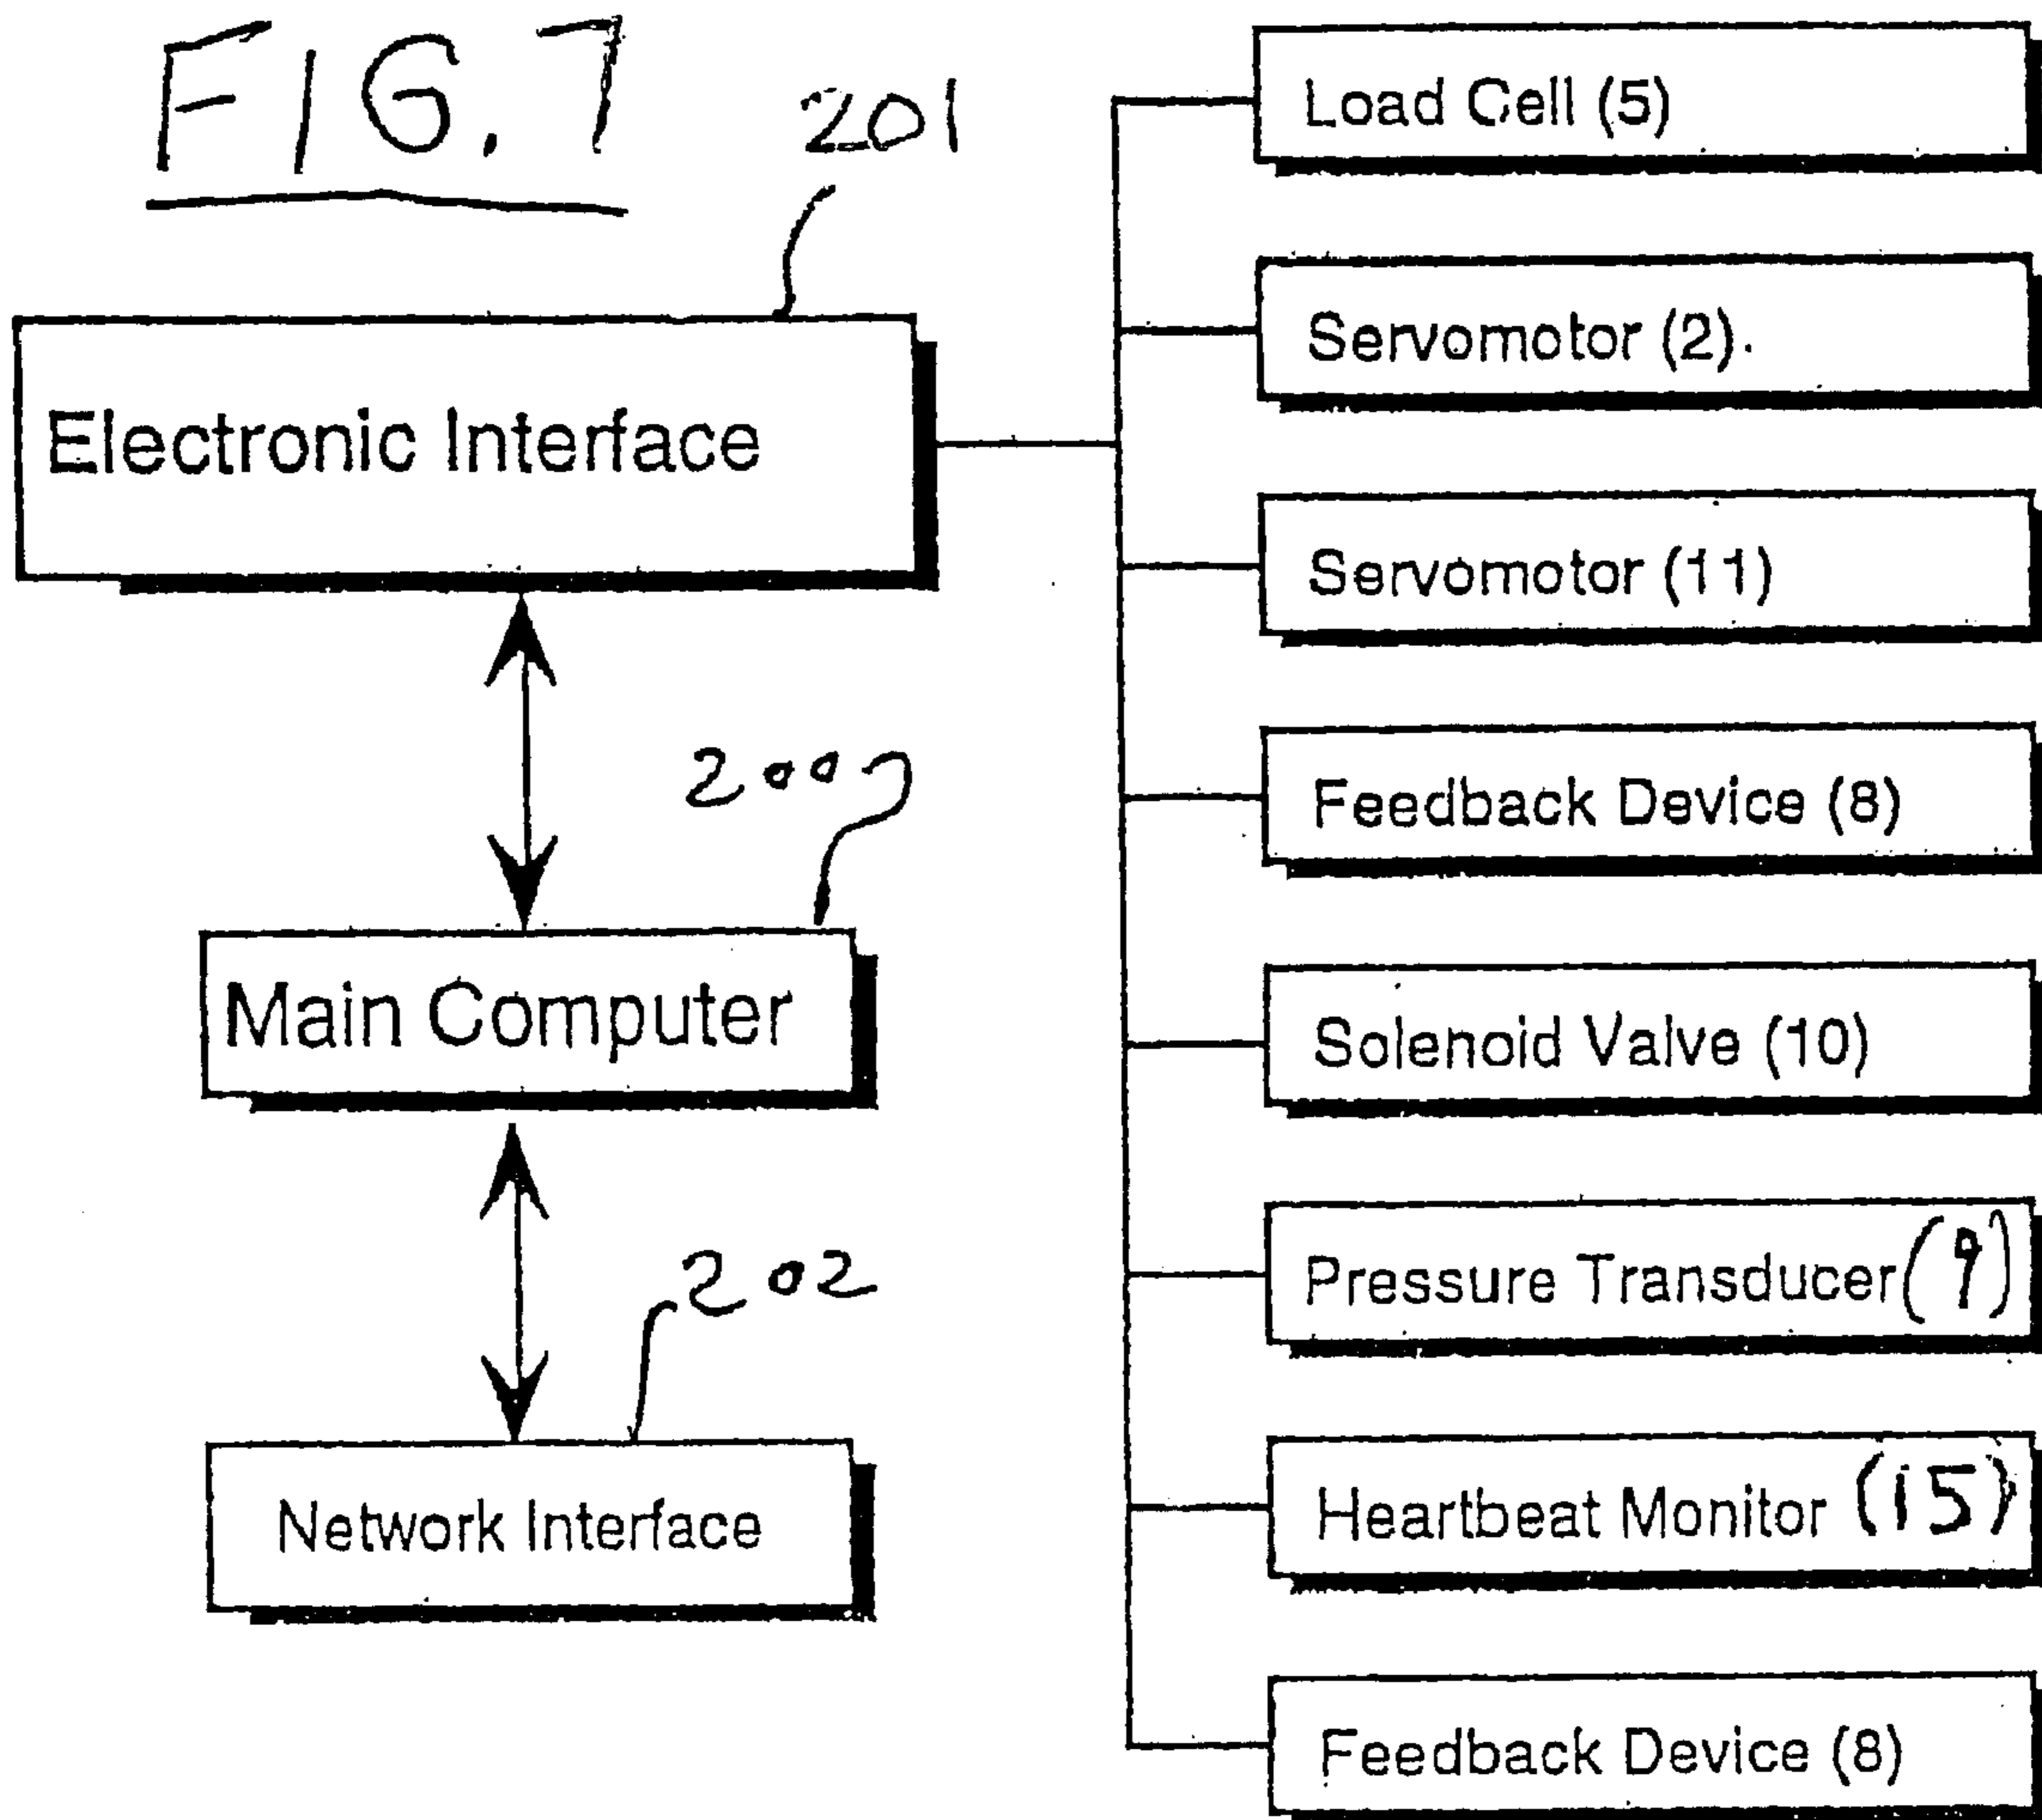 FIG. 7
201
Electronic Interface
200
Main Computer
202
Network Interface
Load Cell (5)
Servomotor (2).
Servomotor (11)
Feedback Device (8)
Solenoid Valve (10)
Pressure Transducer (9)
Heartbeat Monitor (15)
Feedback Device (8)